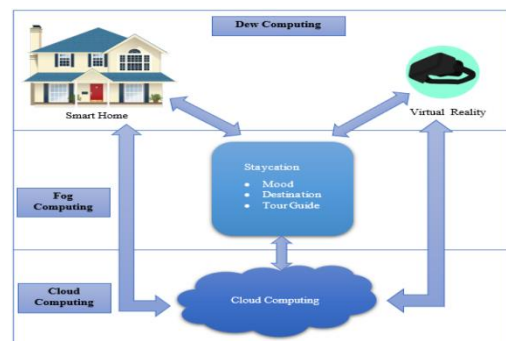 Dew Computing
Smart Home
Virtual Reality
Staycation
• Mood
• Destination
• Tour Guide
Fog
Computing
Cloud
Computing
Cloud Computing